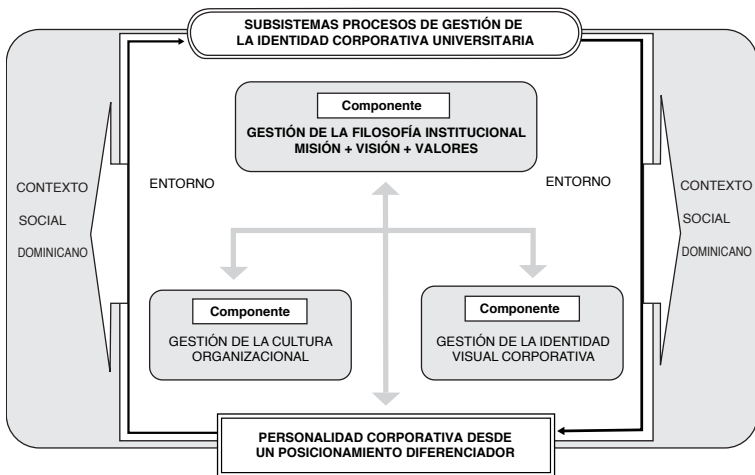 SUBSISTEMAS PROCESOS DE GESTIÓN DE
LA IDENTIDAD CORPORATIVA UNIVERSITARIA
Componente
GESTIÓN DE LA FILOSOFÍA INSTITUCIONAL
MISIÓN + VISIÓN + VALORES
CONTEXTO
SOCIAL
DOMINICANO
ENTORNO
ENTORNO
CONTEXTO
SOCIAL
DOMINICANO
Componente
GESTIÓN DE LA CULTURA
ORGANIZACIONAL
Componente
GESTIÓN DE LA IDENTIDAD
VISUAL CORPORATIVA
PERSONALIDAD CORPORATIVA DESDE
UN POSICIONAMIENTO DIFERENCIADOR